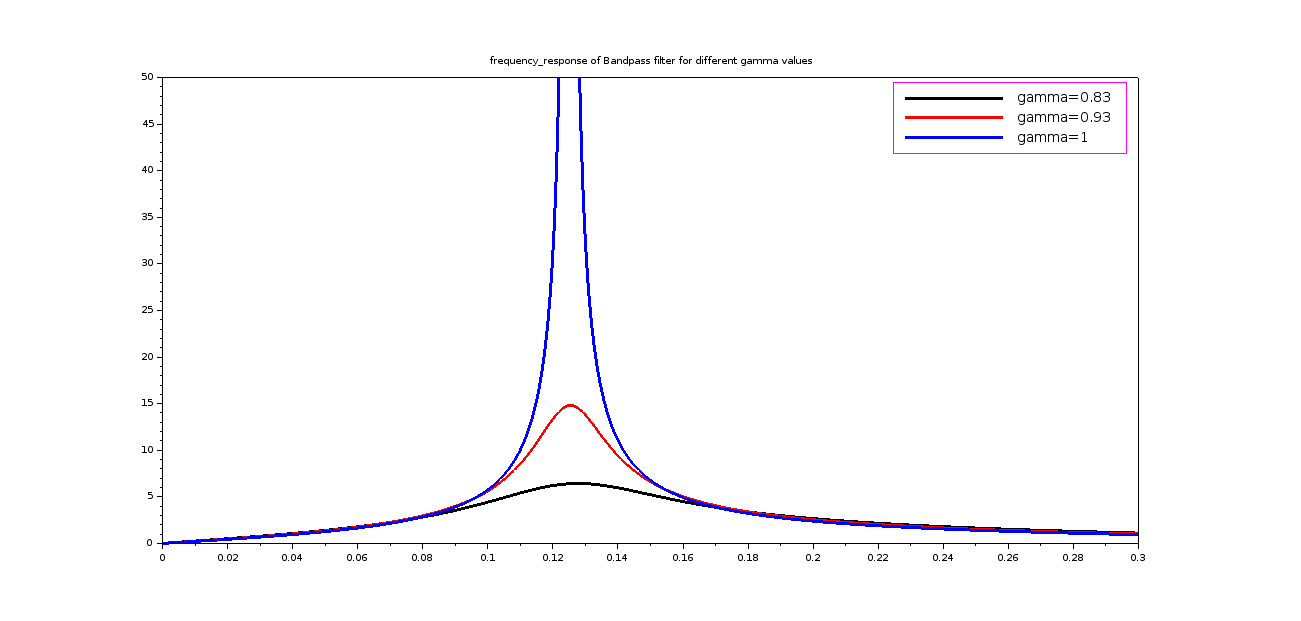 frequency_response of Bandpass filter for different gamma values
50
45
40
35
30
25
20
15
10
5
0
gamma=0.83
gamma=0.93
gamma=1
0 0.02 0.04 0.06 0.08 0.1 0.12 0.14 0.16 0.18 0.2 0.22 0.24 0.26 0.28 0.3